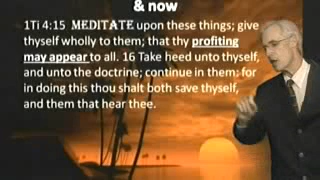 & now
1Ti 4:15 MEDITATE upon these things; give
thyself wholly to them; that thy profiting
may appear to all. 16 Take heed unto thyself,
and unto the doctrine; continue in them: for
in doing this thou shalt both save thyself,
and them that hear thee.